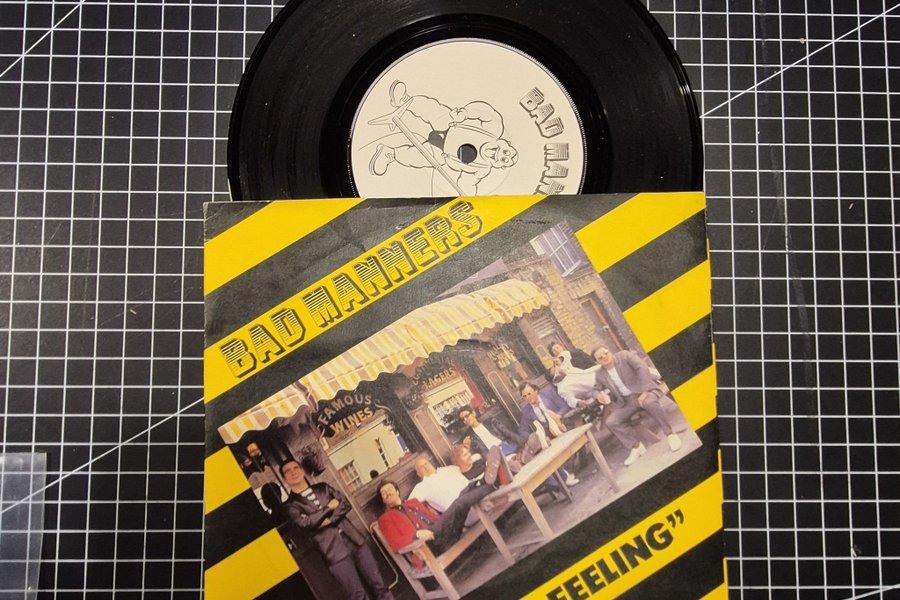 BAD MAN
BAD MANNERS
FAMOUS
WINES
LAGERS
FEELING”